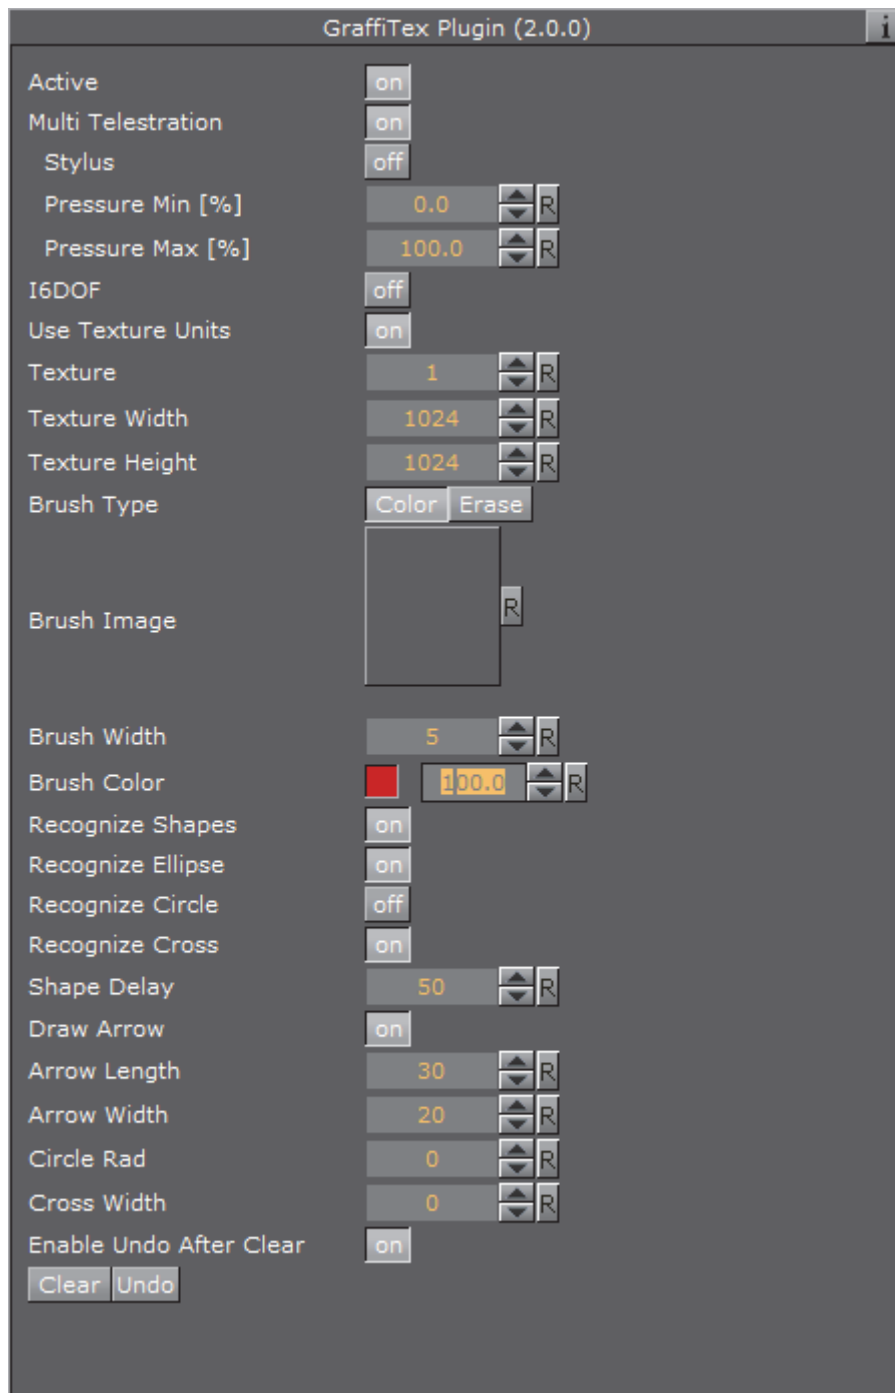 GraffiTex Plugin (2.0.0) i
Active on
Multi Telestration on
Stylus off
Pressure Min [%] 0.0 R
Pressure Max [%] 100.0 R
I6DOF off
Use Texture Units on
Texture 1 R
Texture Width 1024 R
Texture Height 1024 R
Brush Type Color Erase
Brush Image R
Brush Width 5 R
Brush Color 100.0 R
Recognize Shapes on
Recognize Ellipse on
Recognize Circle off
Recognize Cross on
Shape Delay 50 R
Draw Arrow on
Arrow Length 30 R
Arrow Width 20 R
Circle Rad 0 R
Cross Width 0 R
Enable Undo After Clear on
Clear Undo